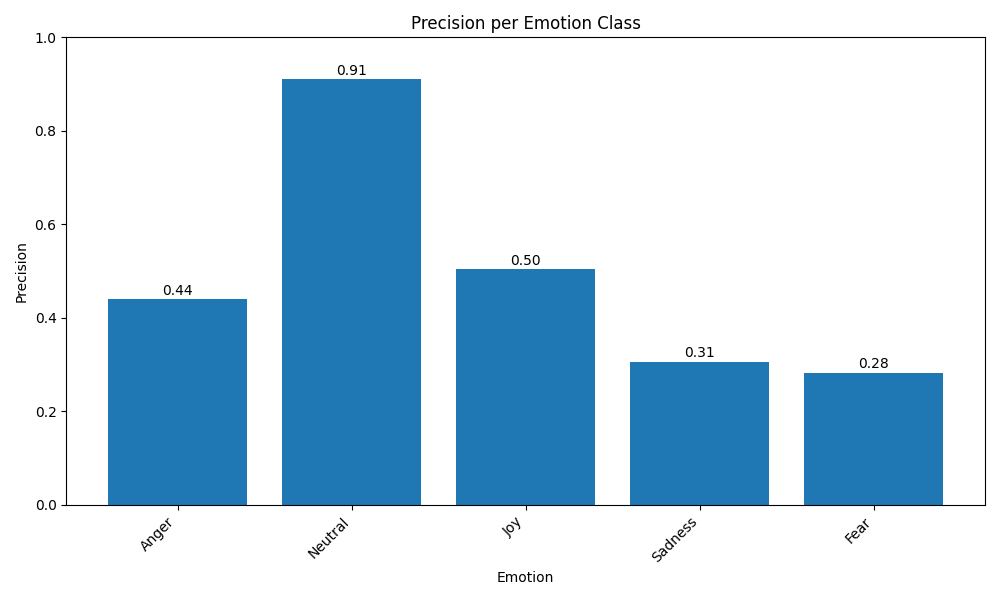 Precision per Emotion Class
1.0
0.8
0.6
0.4
0.2
0.0
Precision
0.44
0.91
0.50
0.31
0.28
Anger
Neutral
Joy
Sadness
Fear
Emotion